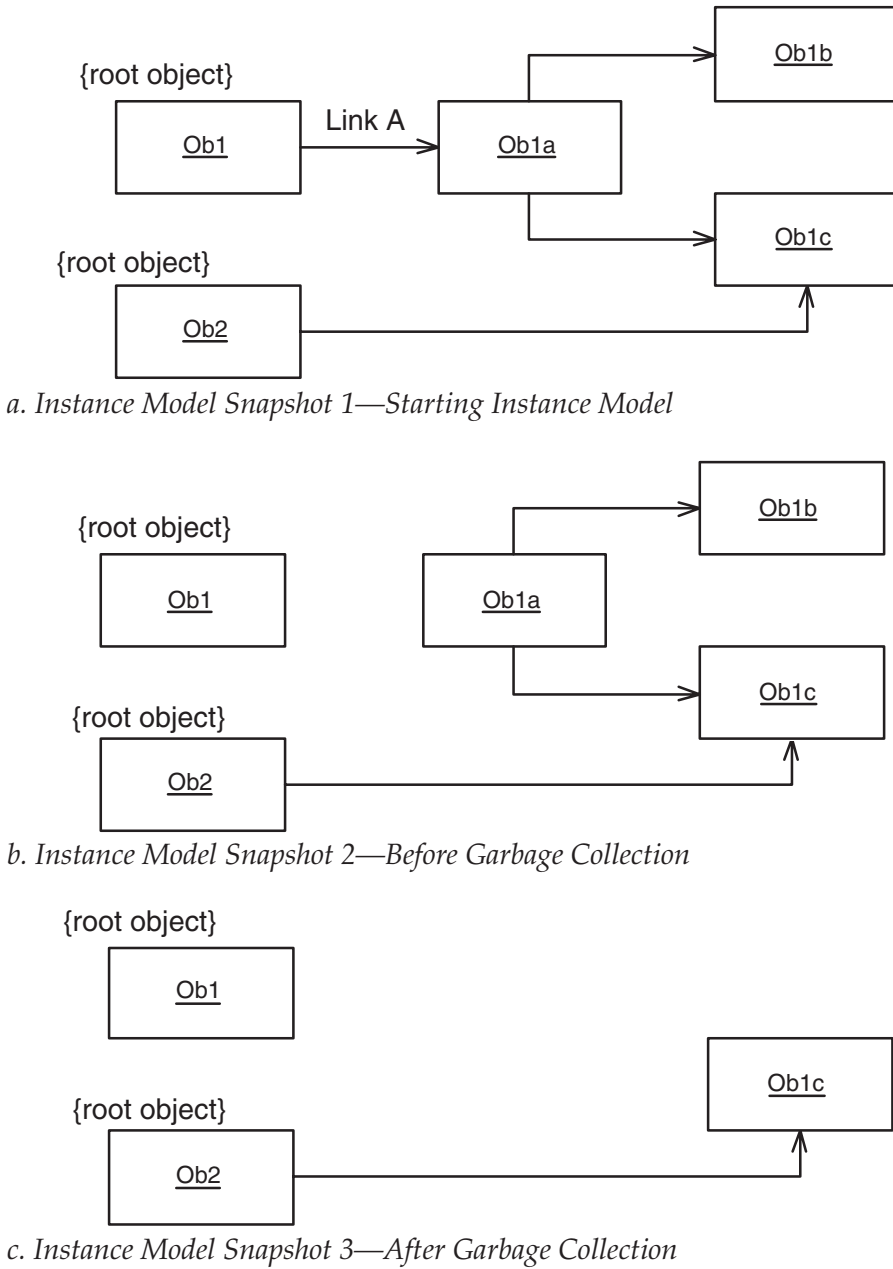 Ob1b
{root object}
Link A
Ob1
Ob1a
Ob1c
{root object}
Ob2
a. Instance Model Snapshot 1—Starting Instance Model
Ob1b
{root object}
Ob1
Ob1a
Ob1c
{root object}
Ob2
b. Instance Model Snapshot 2—Before Garbage Collection
{root object}
Ob1
Ob1c
{root object}
Ob2
c. Instance Model Snapshot 3—After Garbage Collection